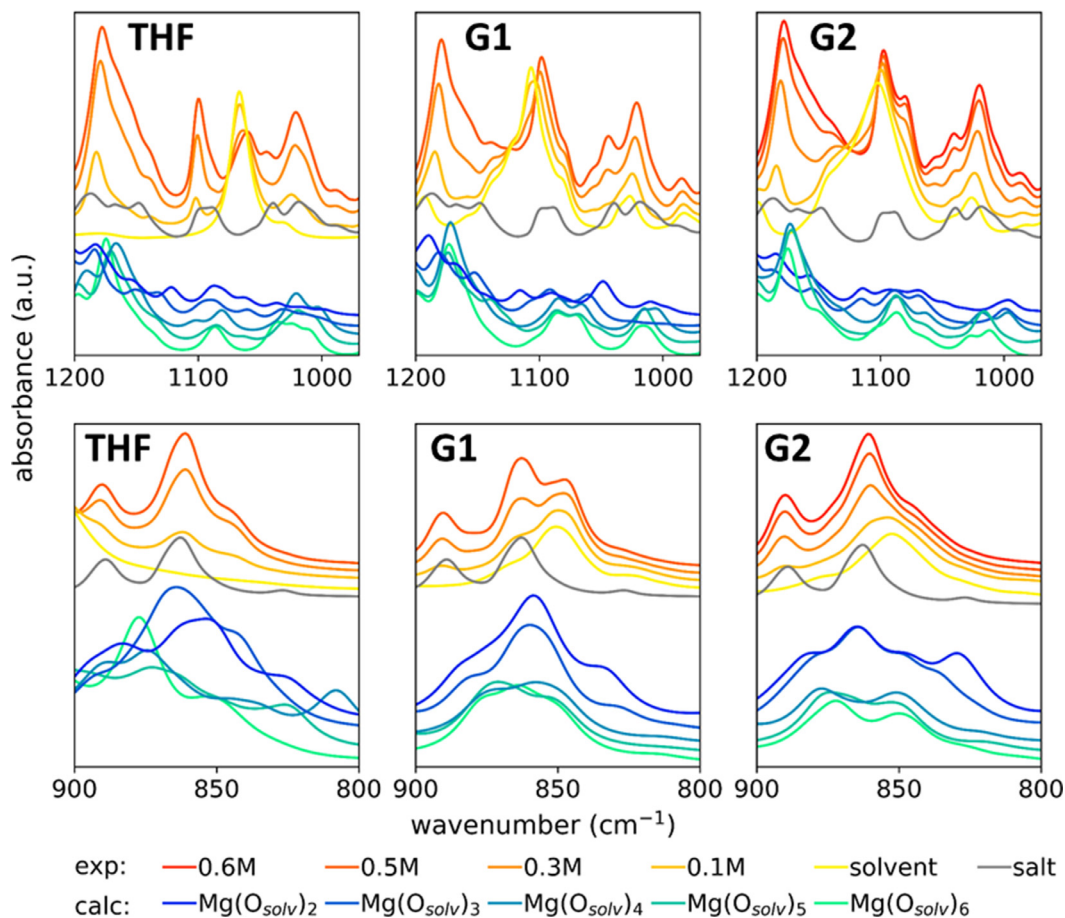 THF G1 G2
1200 1100 1000 1200 1100 1000 1200 1100 1000
absorbance (a.u.)
THF G1 G2
900 850 800 900 850 800 900 850 800
wavenumber (cm⁻¹)
exp: 0.6M 0.5M 0.3M 0.1M solvent salt
calc: Mg(Osolv)₂ Mg(Osolv)₃ Mg(Osolv)₄ Mg(Osolv)₅ Mg(Osolv)₆